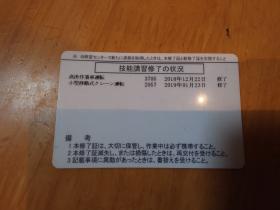 技能講習修了の状況
高所作業車運転 3785 2018年12月22日 修了
小型移動式クレーン運転 2057 2019年01月23日 修了
備考
1 本修了証は、大切に保管し、作業中は必ず携帯すること。
2 本修了証滅失し、または損傷したときは、再交付を受けること。
3 記載事項に異動があったときは、書替えを受けること。